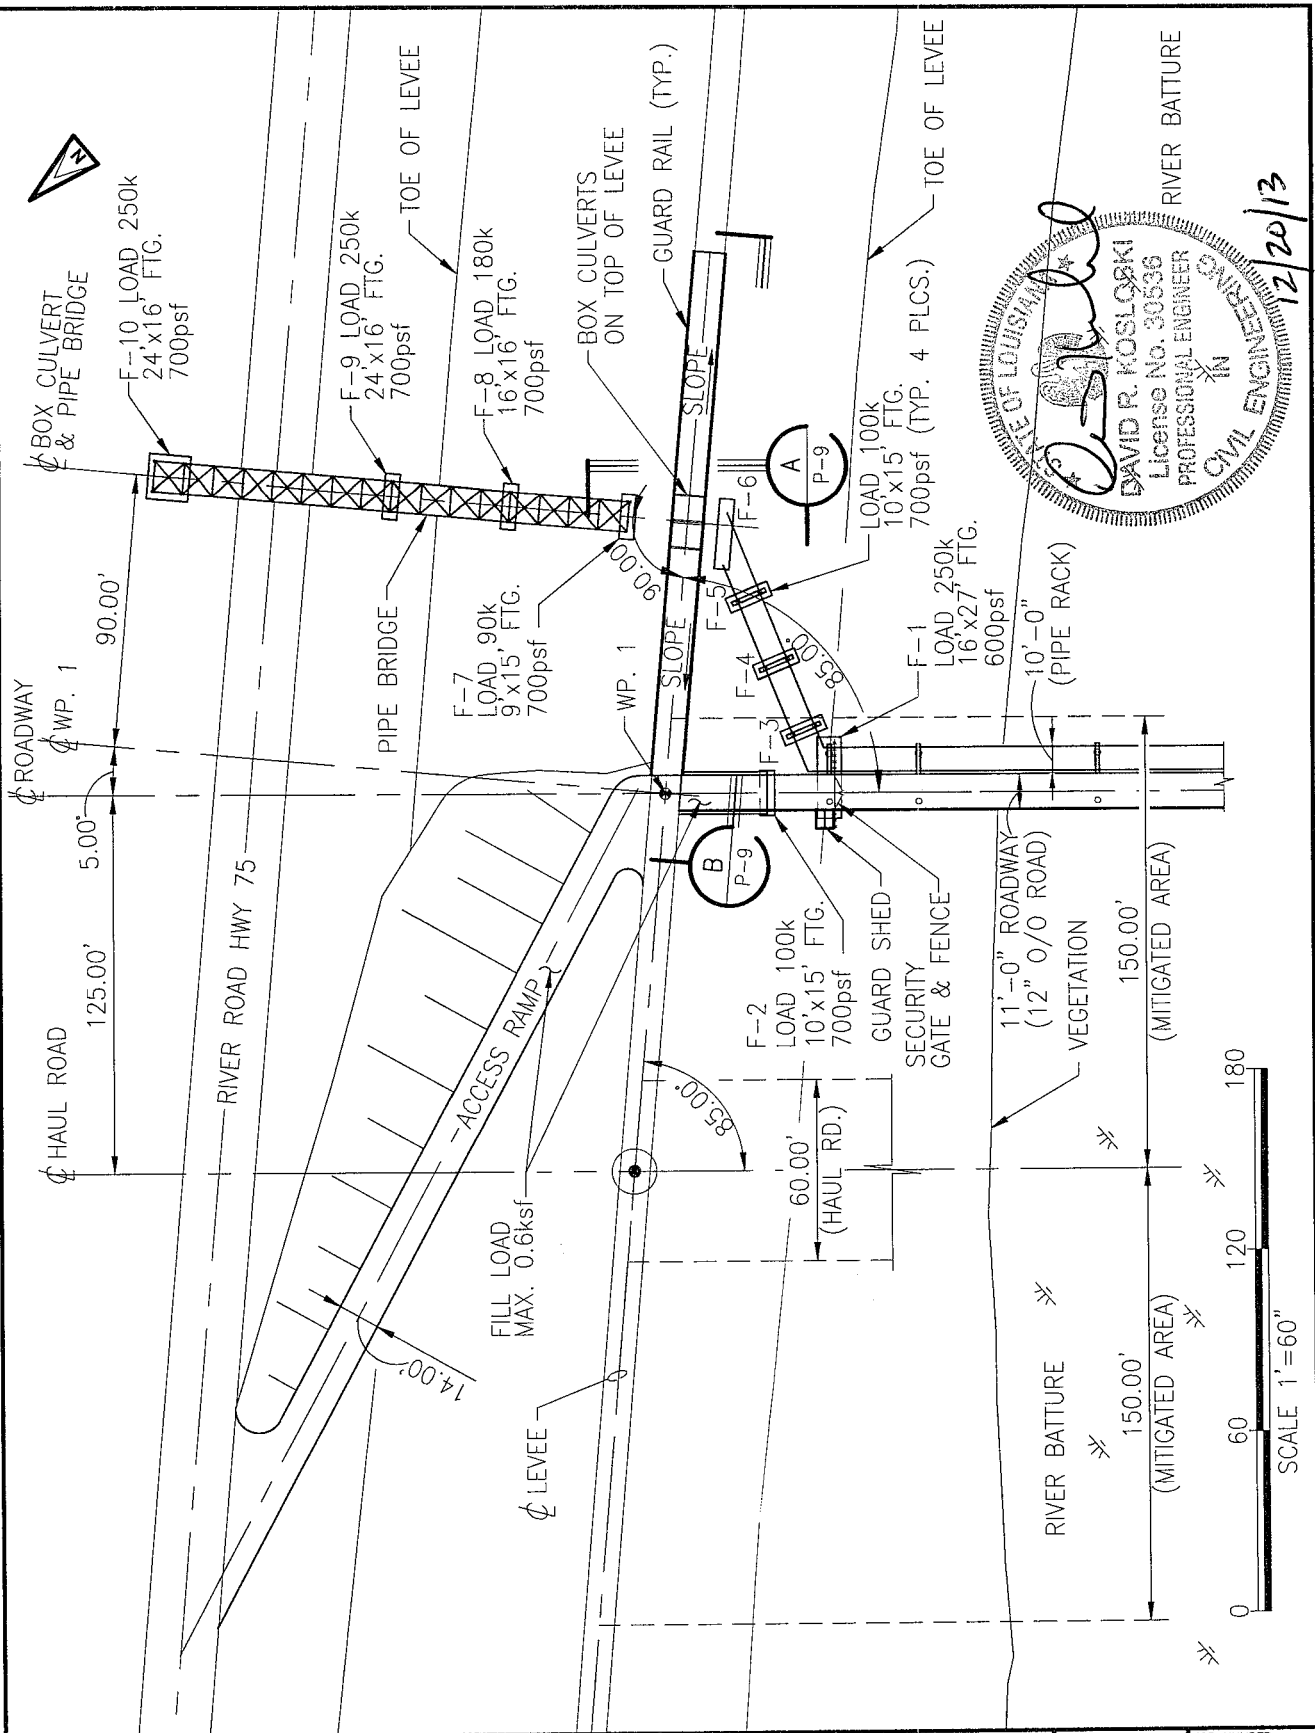 ℄ BOX CULVERT
& PIPE BRIDGE
F-10 LOAD 250k
24'x16' FTG.
700psf
℄ ROADWAY
℄ WP. 1
90.00'
5.00°
℄ HAUL ROAD
125.00'
RIVER ROAD HWY 75
N
F-9 LOAD 250k
24'x16' FTG.
700psf
TOE OF LEVEE
F-8 LOAD 180k
16'x16' FTG.
700psf
PIPE BRIDGE
F-7
LOAD 90k
9'x15' FTG.
700psf
BOX CULVERTS
ON TOP OF LEVEE
GUARD RAIL (TYP.)
90.00°
WP. 1
SLOPE
SLOPE
ACCESS RAMP
14.00'
FILL LOAD
MAX. 0.6ksf
℄ LEVEE
F-6
F-5
F-4
F-3
85.00°
A
P-9
B
P-9
TOE OF LEVEE
LOAD 100k
10'x15' FTG.
700psf (TYP. 4 PLCS.)
F-1
LOAD 250k
16'x27' FTG.
600psf
10'-0"
(PIPE RACK)
F-2
LOAD 100k
10'x15' FTG.
700psf
GUARD SHED
SECURITY
GATE & FENCE
85.00°
60.00'
(HAUL RD.)
11'-0" ROADWAY
(12" O/O ROAD)
VEGETATION
150.00'
(MITIGATED AREA)
150.00'
(MITIGATED AREA)
RIVER BATTURE
RIVER BATTURE
STATE OF LOUISIANA
DAVID R. KOSLOSKI
License No. 30536
PROFESSIONAL ENGINEER
IN
CIVIL ENGINEERING
12/20/13
0 60 120 180
SCALE 1'=60"